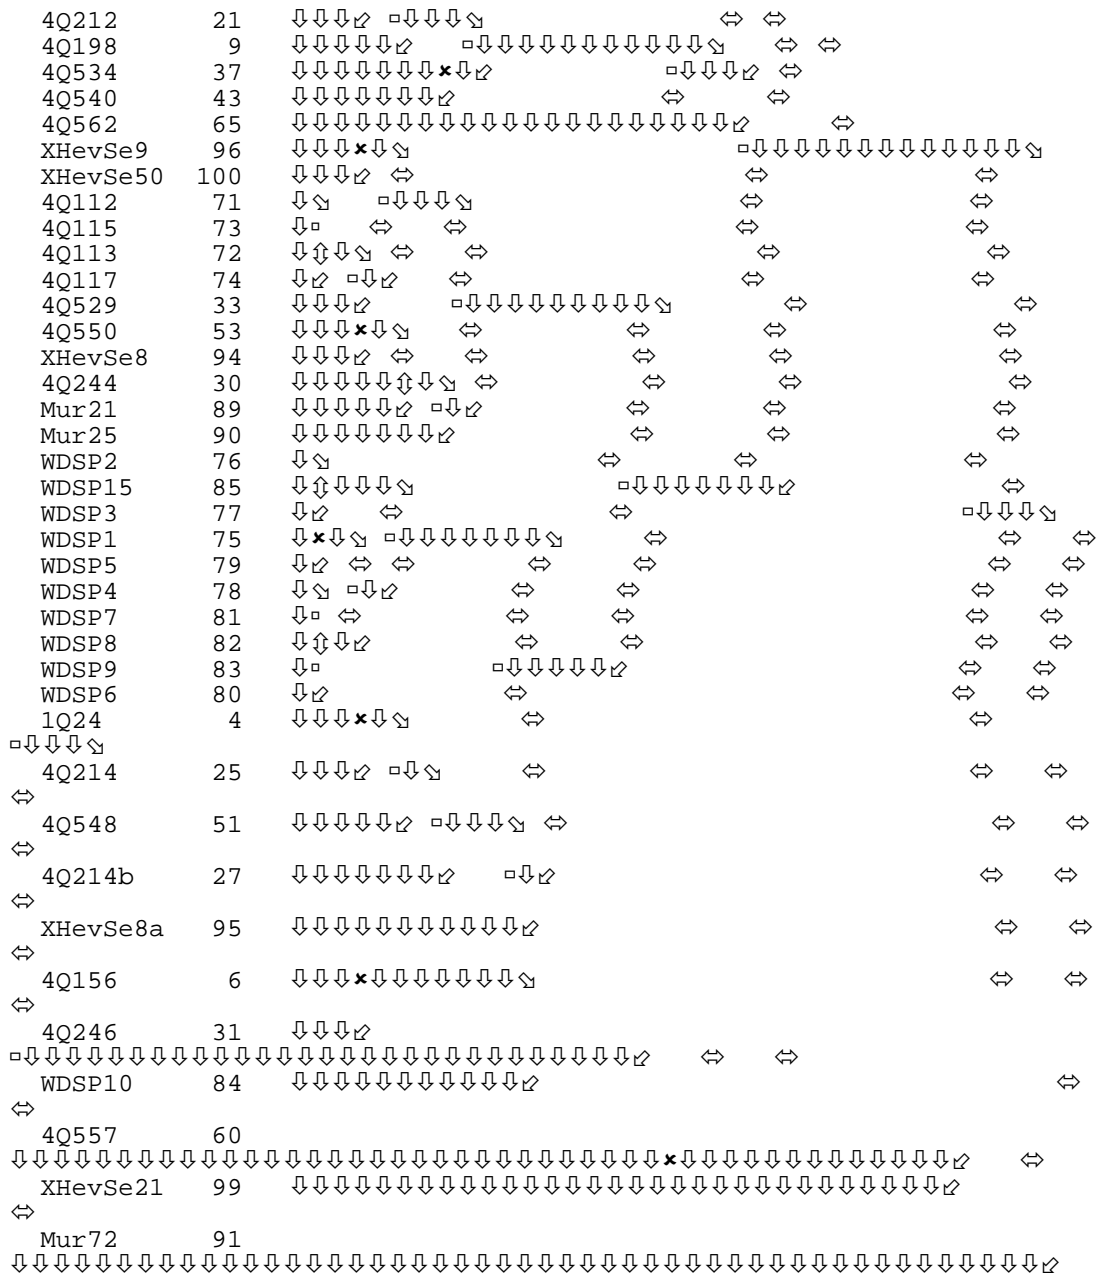 4Q212 21 ⇩⇩⇩⬃ ▫⇩⇩⇩⬂ ⇔ ⇔
4Q198 9 ⇩⇩⇩⇩⇩⬃ ▫⇩⇩⇩⇩⇩⇩⇩⇩⇩⇩⇩⬂ ⇔ ⇔
4Q534 37 ⇩⇩⇩⇩⇩⇩⇩✖⇩⬃ ▫⇩⇩⇩⬃ ⇔
4Q540 43 ⇩⇩⇩⇩⇩⇩⇩⬃ ⇔ ⇔
4Q562 65 ⇩⇩⇩⇩⇩⇩⇩⇩⇩⇩⇩⇩⇩⇩⇩⇩⇩⇩⇩⇩⇩⬃ ⇔
XHevSe9 96 ⇩⇩⇩✖⇩⬂ ▫⇩⇩⇩⇩⇩⇩⇩⇩⇩⇩⇩⇩⇩⬂
XHevSe50 100 ⇩⇩⇩⬃ ⇔ ⇔ ⇔
4Q112 71 ⇩⬂ ▫⇩⇩⇩⬂ ⇔ ⇔
4Q115 73 ⇩▫ ⇔ ⇔ ⇔ ⇔
4Q113 72 ⇩⇳⇩⬂ ⇔ ⇔ ⇔ ⇔
4Q117 74 ⇩⬃ ▫⇩⬃ ⇔ ⇔ ⇔
4Q529 33 ⇩⇩⇩⬃ ▫⇩⇩⇩⇩⇩⇩⇩⇩⇩⬂ ⇔ ⇔
4Q550 53 ⇩⇩⇩✖⇩⬂ ⇔ ⇔ ⇔ ⇔
XHevSe8 94 ⇩⇩⇩⬃ ⇔ ⇔ ⇔ ⇔ ⇔
4Q244 30 ⇩⇩⇩⇩⇩⇳⇩⬂ ⇔ ⇔ ⇔ ⇔
Mur21 89 ⇩⇩⇩⇩⇩⬃ ▫⇩⬃ ⇔ ⇔ ⇔
Mur25 90 ⇩⇩⇩⇩⇩⇩⇩⬃ ⇔ ⇔ ⇔
WDSP2 76 ⇩⬂ ⇔ ⇔ ⇔
WDSP15 85 ⇩⇳⇩⇩⇩⬂ ▫⇩⇩⇩⇩⇩⇩⇩⬃ ⇔
WDSP3 77 ⇩⬃ ⇔ ⇔ ▫⇩⇩⇩⬂
WDSP1 75 ⇩✖⇩⬂ ▫⇩⇩⇩⇩⇩⇩⇩⬂ ⇔ ⇔ ⇔
WDSP5 79 ⇩⬃ ⇔ ⇔ ⇔ ⇔ ⇔ ⇔
WDSP4 78 ⇩⬂ ▫⇩⬃ ⇔ ⇔ ⇔ ⇔
WDSP7 81 ⇩▫ ⇔ ⇔ ⇔ ⇔ ⇔
WDSP8 82 ⇩⇳⇩⬃ ⇔ ⇔ ⇔ ⇔
WDSP9 83 ⇩▫ ▫⇩⇩⇩⇩⇩⬃ ⇔ ⇔
WDSP6 80 ⇩⬃ ⇔ ⇔ ⇔
1Q24 4 ⇩⇩⇩✖⇩⬂ ⇔ ⇔
▫⇩⇩⇩⬂
4Q214 25 ⇩⇩⇩⬃ ▫⇩⬂ ⇔ ⇔ ⇔
⇔
4Q548 51 ⇩⇩⇩⇩⇩⬃ ▫⇩⇩⇩⬂ ⇔ ⇔ ⇔
⇔
4Q214b 27 ⇩⇩⇩⇩⇩⇩⇩⬃ ▫⇩⬃ ⇔ ⇔
⇔
XHevSe8a 95 ⇩⇩⇩⇩⇩⇩⇩⇩⇩⇩⇩⬃ ⇔ ⇔
⇔
4Q156 6 ⇩⇩⇩✖⇩⇩⇩⇩⇩⇩⇩⬂ ⇔ ⇔
⇔
4Q246 31 ⇩⇩⇩⬃
▫⇩⇩⇩⇩⇩⇩⇩⇩⇩⇩⇩⇩⇩⇩⇩⇩⇩⇩⇩⇩⇩⇩⇩⇩⇩⇩⇩⇩⇩⬃ ⇔ ⇔
WDSP10 84 ⇩⇩⇩⇩⇩⇩⇩⇩⇩⇩⇩⬃ ⇔
⇔
4Q557 60
⇩⇩⇩⇩⇩⇩⇩⇩⇩⇩⇩⇩⇩⇩⇩⇩⇩⇩⇩⇩⇩⇩⇩⇩⇩⇩⇩⇩⇩⇩⇩✖⇩⇩⇩⇩⇩⇩⇩⇩⇩⇩⇩⇩⇩⬃ ⇔
XHevSe21 99 ⇩⇩⇩⇩⇩⇩⇩⇩⇩⇩⇩⇩⇩⇩⇩⇩⇩⇩⇩⇩⇩⇩⇩⇩⇩⇩⇩⇩⇩⇩⇩⬃
⇔
Mur72 91
⇩⇩⇩⇩⇩⇩⇩⇩⇩⇩⇩⇩⇩⇩⇩⇩⇩⇩⇩⇩⇩⇩⇩⇩⇩⇩⇩⇩⇩⇩⇩⇩⇩⇩⇩⇩⇩⇩⇩⇩⇩⇩⇩⇩⇩⇩⇩⇩⇩⬃